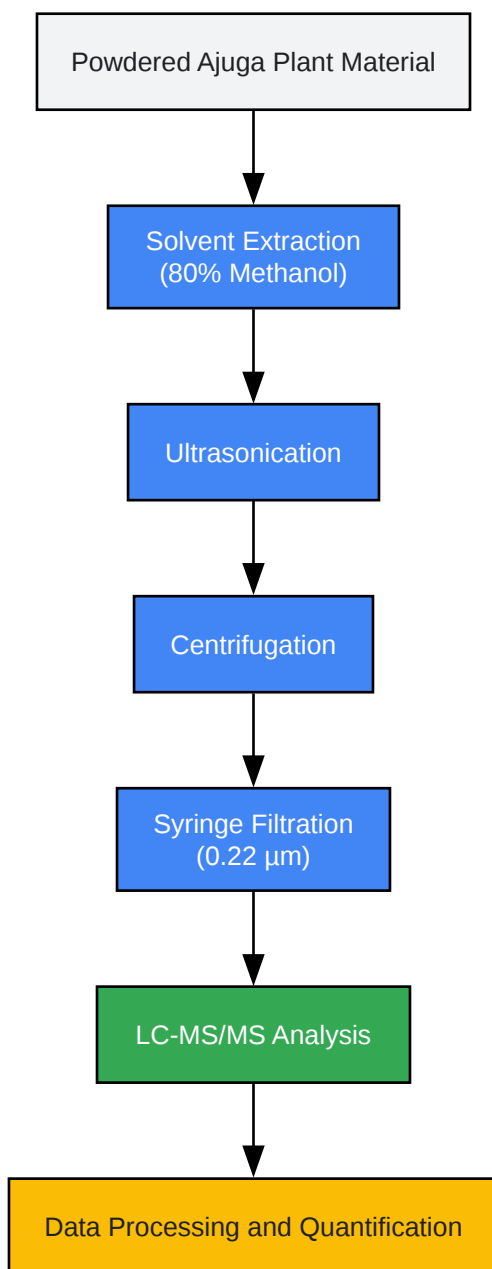 Powdered Ajuga Plant Material
Solvent Extraction
(80% Methanol)
Ultrasonication
Centrifugation
Syringe Filtration
(0.22 µm)
LC-MS/MS Analysis
Data Processing and Quantification